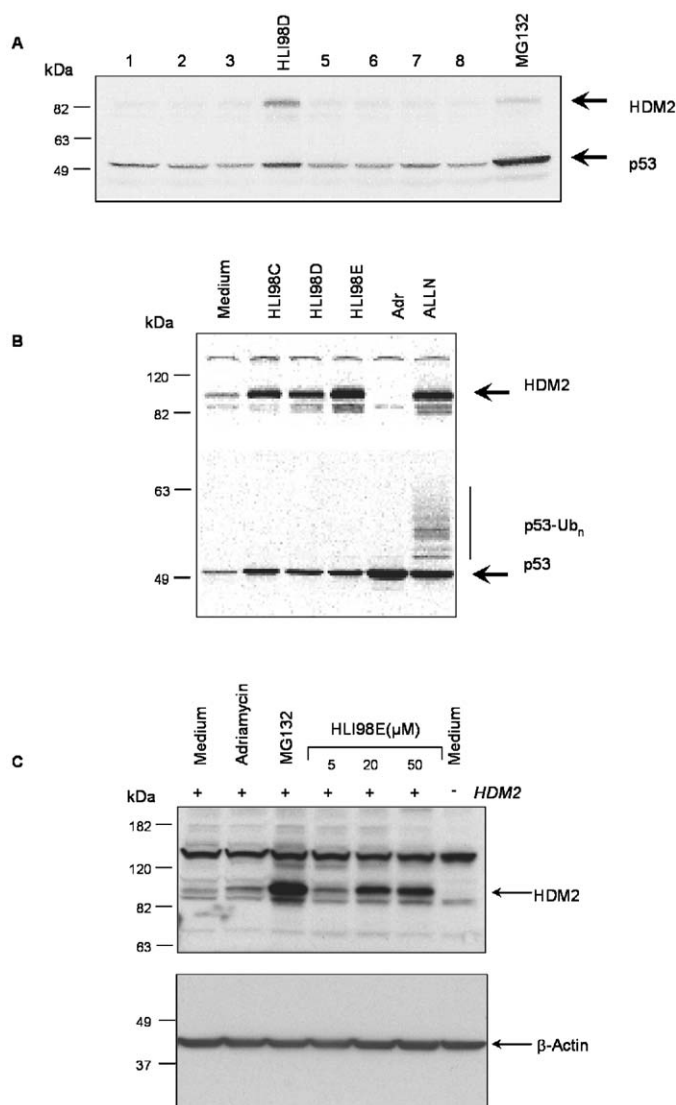 A
kDa
1 2 3 HLI98D 5 6 7 8 MG132
82
HDM2
63
49
p53
B
kDa
Medium HLI98C HLI98D HLI98E Adr ALLN
120
HDM2
82
63
p53-Ubn
p53
49
C
Medium Adriamycin MG132 HLI98E(µM) Medium
5 20 50
kDa
+ + + + + + - HDM2
182
120
HDM2
82
63
49
β-Actin
37